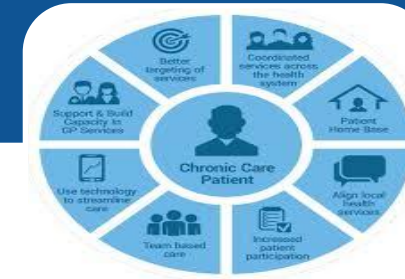 Better
targeting of
services
Coordinated
services across
the health
system
Patient
Home Base
Align local
health
services
Increased
patient
participation
Team based
care
Use technology
to streamline
care
Support & Build
Capacity in
GP Services
Chronic Care
Patient